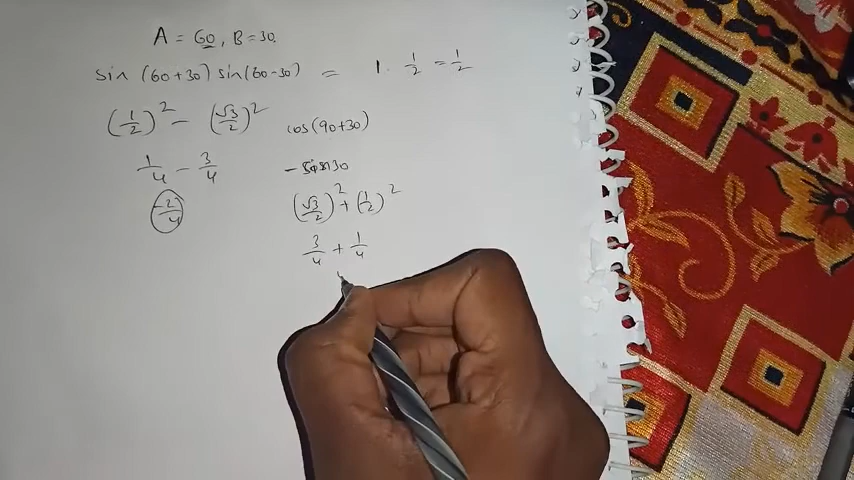 A = 60, B = 30.
sin (60+30) sin(60-30) = 1. 1/2 = 1/2
(1/2)^2 - (√3/2)^2
cos(90+30)
1/4 - 3/4
30
-2/4
(√3/2)^2 + (1/2)^2
3/4 + 1/4